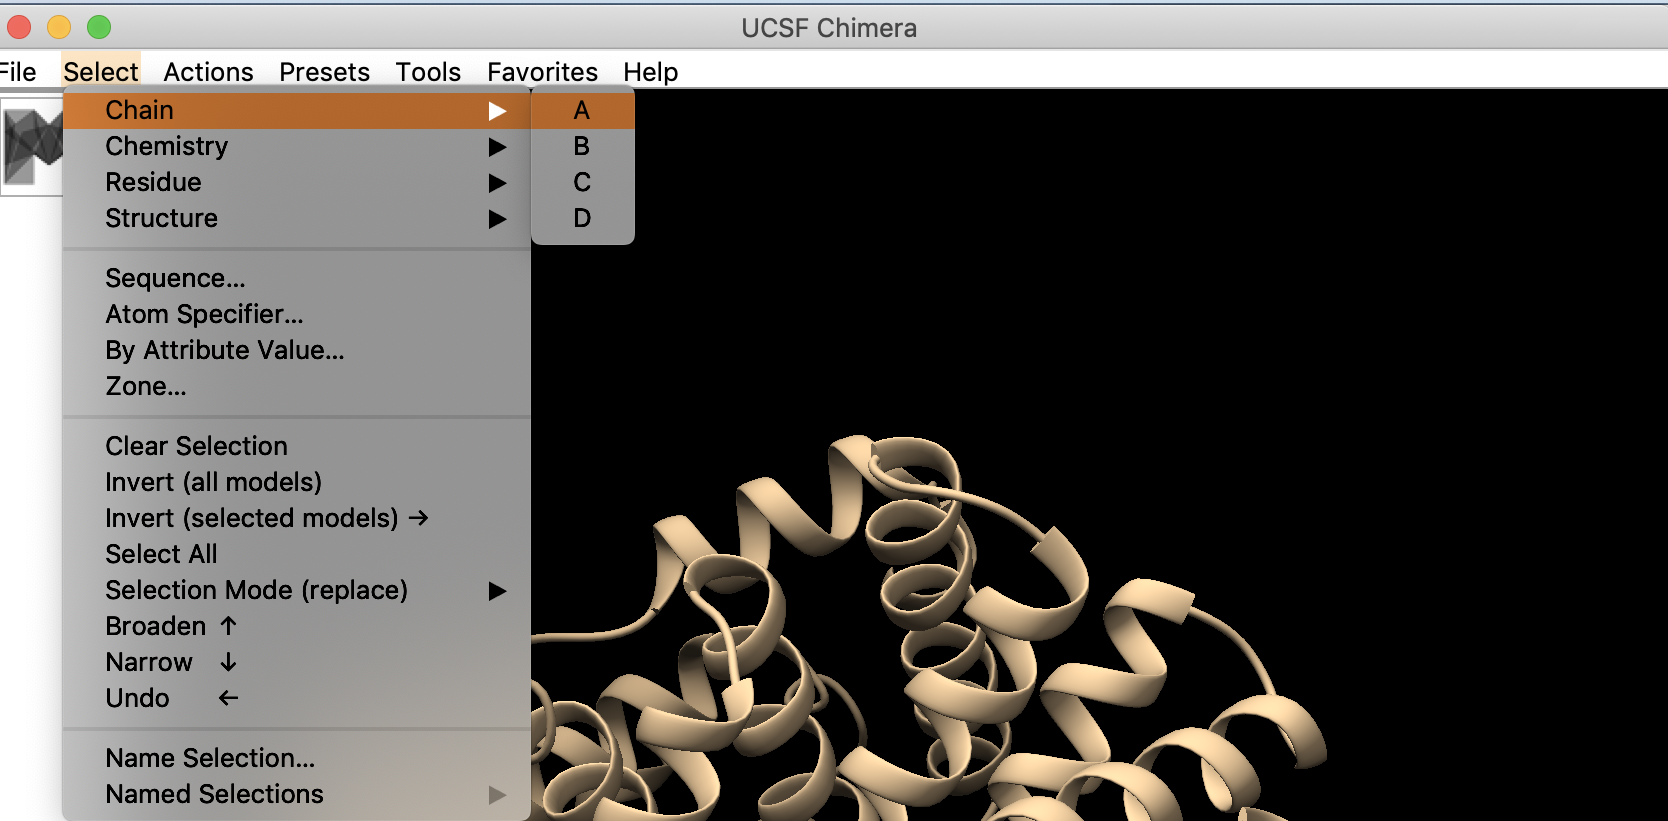 UCSF Chimera
File Select Actions Presets Tools Favorites Help
Chain
Chemistry
Residue
Structure
A
B
C
D
Sequence...
Atom Specifier...
By Attribute Value...
Zone...
Clear Selection
Invert (all models)
Invert (selected models) →
Select All
Selection Mode (replace)
Broaden ↑
Narrow ↓
Undo ←
Name Selection...
Named Selections